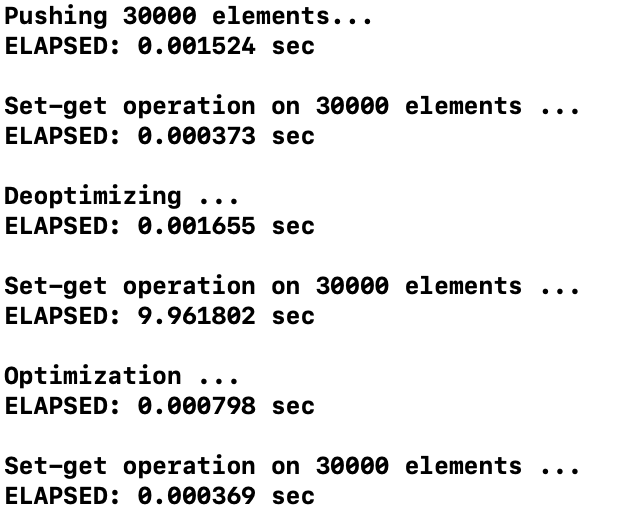 Pushing 30000 elements...
ELAPSED: 0.001524 sec
Set-get operation on 30000 elements ...
ELAPSED: 0.000373 sec
Deoptimizing ...
ELAPSED: 0.001655 sec
Set-get operation on 30000 elements ...
ELAPSED: 9.961802 sec
Optimization ...
ELAPSED: 0.000798 sec
Set-get operation on 30000 elements ...
ELAPSED: 0.000369 sec